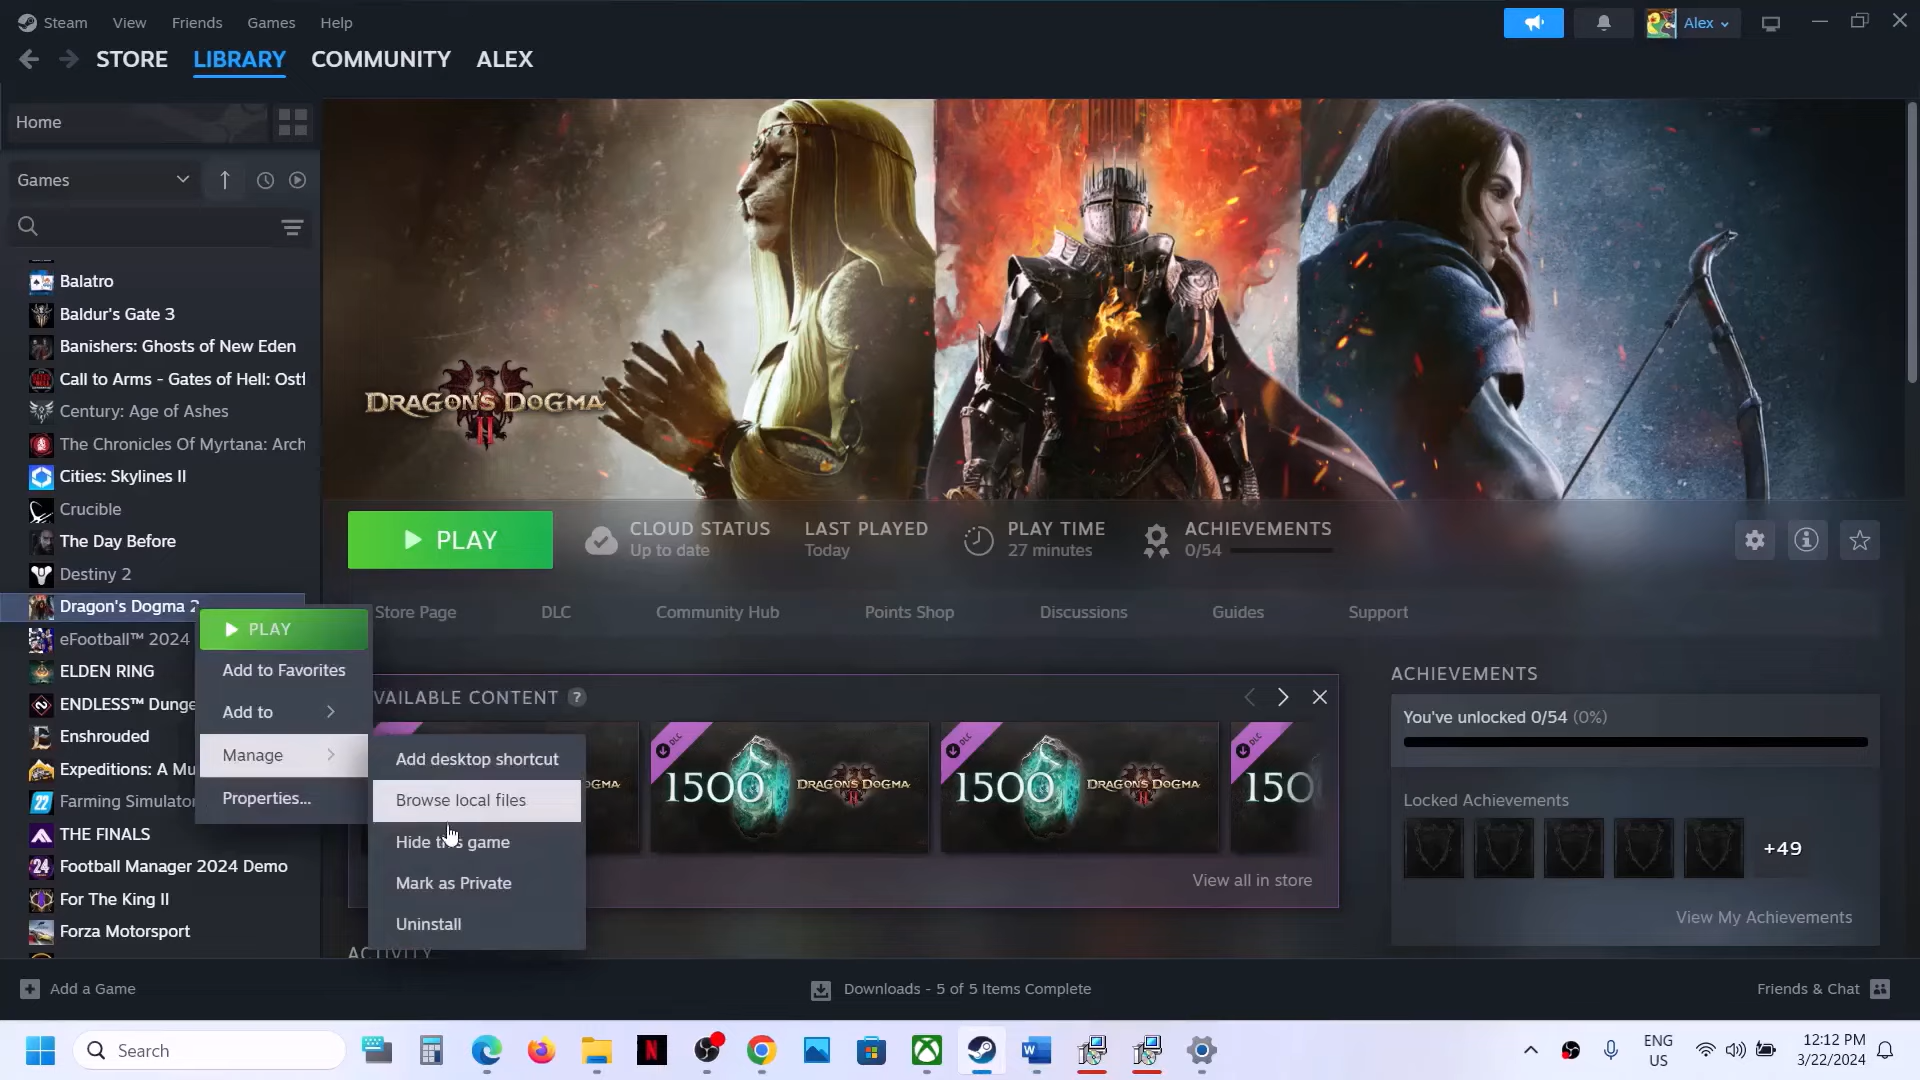 Steam View Friends Games Help
Alex
STORE LIBRARY COMMUNITY ALEX
Home
Games
Balatro
Baldur's Gate 3
Banishers: Ghosts of New Eden
Call to Arms - Gates of Hell: Ostf
Century: Age of Ashes
The Chronicles Of Myrtana: Arch
Cities: Skylines II
Crucible
The Day Before
Destiny 2
Dragon's Dogma 2
eFootball™ 2024
ELDEN RING
ENDLESS™ Dunge
Enshrouded
Expeditions: A Mu
Farming Simulator
THE FINALS
Football Manager 2024 Demo
For The King II
Forza Motorsport
PLAY
Add to Favorites
Add to
Manage
Properties...
Add desktop shortcut
Browse local files
Hide this game
Mark as Private
Uninstall
DRAGON'S DOGMA
II
PLAY
CLOUD STATUS
Up to date
LAST PLAYED
Today
PLAY TIME
27 minutes
ACHIEVEMENTS
0/54
Store Page DLC Community Hub Points Shop Discussions Guides Support
VAILABLE CONTENT ?
DLC
1500 DRAGON'S DOGMA
DLC
1500 DRAGON'S DOGMA
DLC
150
View all in store
ACTIVITY
ACHIEVEMENTS
You've unlocked 0/54 (0%)
Locked Achievements
+49
View My Achievements
Add a Game
Downloads - 5 of 5 Items Complete
Friends & Chat
Search
ENG
US
12:12 PM
3/22/2024